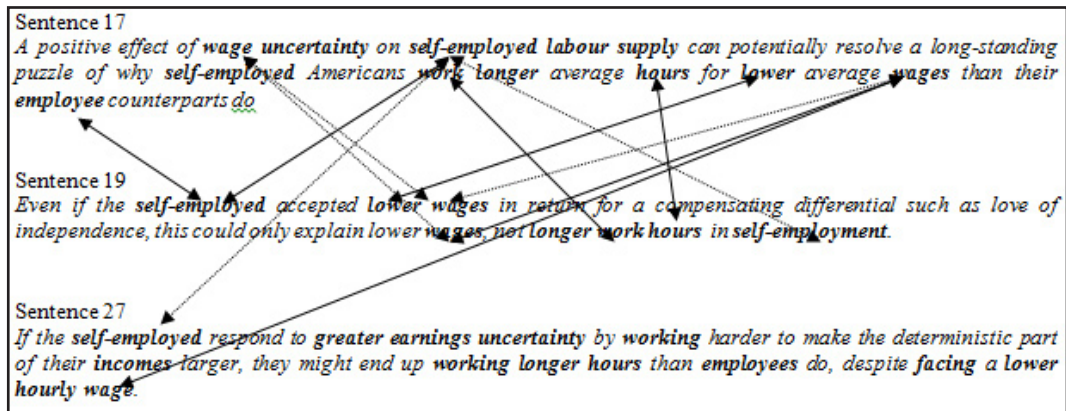 Sentence 17
A positive effect of wage uncertainty on self-employed labour supply can potentially resolve a long-standing
puzzle of why self-employed Americans work longer average hours for lower average wages than their
employee counterparts do
Sentence 19
Even if the self-employed accepted lower wages in return for a compensating differential such as love of
independence, this could only explain lower wages, not longer work hours in self-employment.
Sentence 27
If the self-employed respond to greater earnings uncertainty by working harder to make the deterministic part
of their incomes larger, they might end up working longer hours than employees do, despite facing a lower
hourly wage.